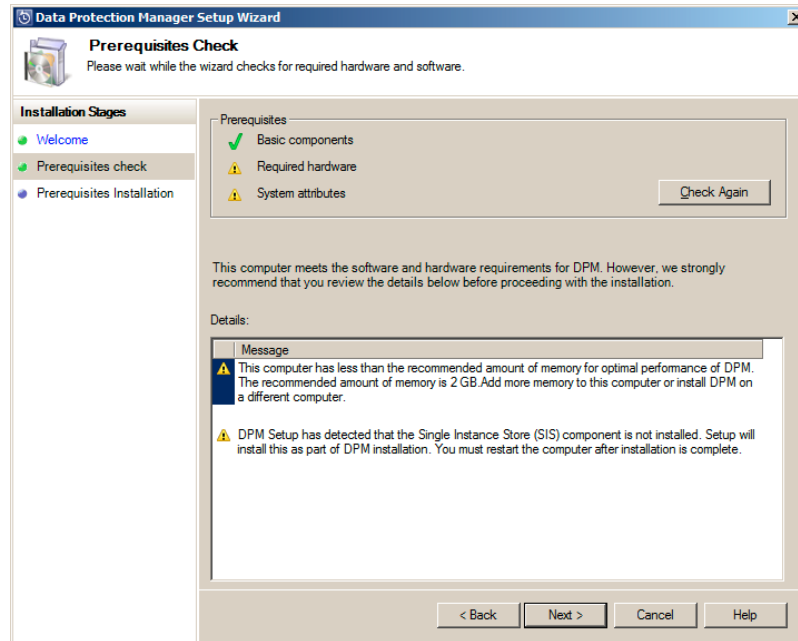 Data Protection Manager Setup Wizard
Prerequisites Check
Please wait while the wizard checks for required hardware and software.
Installation Stages
Welcome
Prerequisites check
Prerequisites Installation
Prerequisites
Basic components
Required hardware
System attributes
Check Again
This computer meets the software and hardware requirements for DPM. However, we strongly
recommend that you review the details below before proceeding with the installation.
Details:
Message
This computer has less than the recommended amount of memory for optimal performance of DPM.
The recommended amount of memory is 2 GB.Add more memory to this computer or install DPM on
a different computer.
DPM Setup has detected that the Single Instance Store (SIS) component is not installed. Setup will
install this as part of DPM installation. You must restart the computer after installation is complete.
< Back
Next >
Cancel
Help